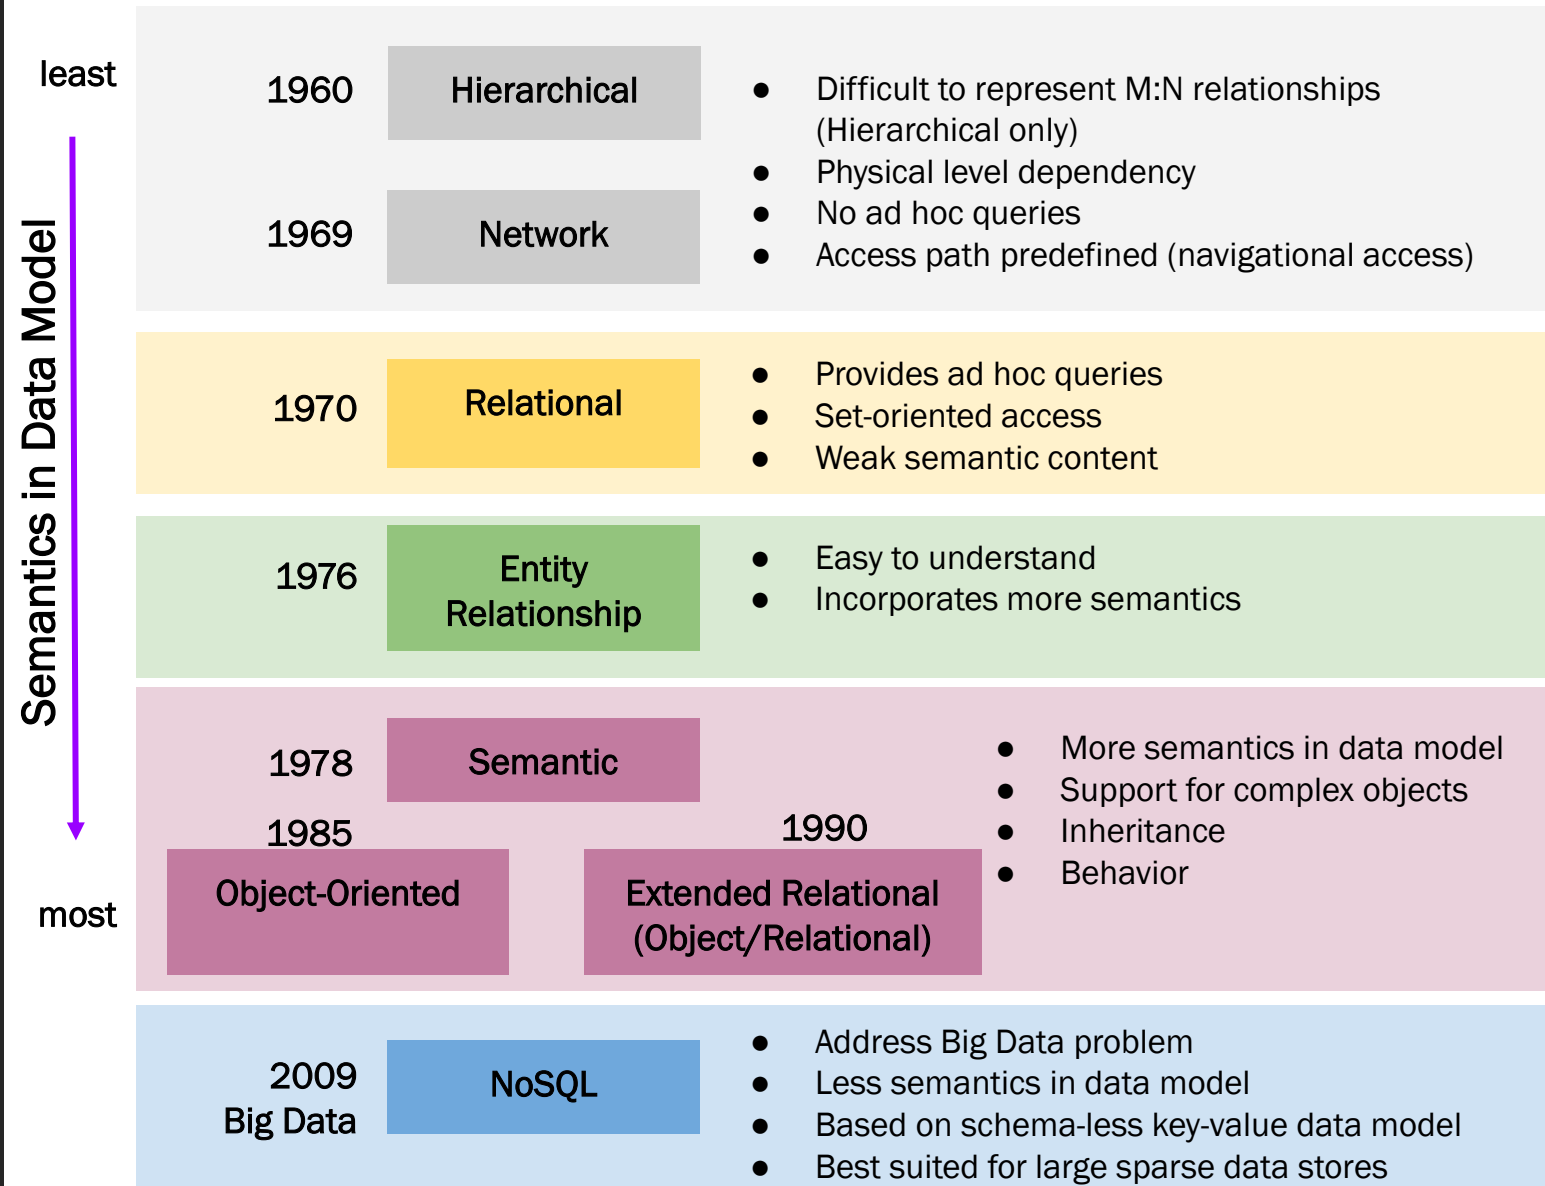 Semantics in Data Model
least
most
1960
Hierarchical
1969
Network
● Difficult to represent M:N relationships
(Hierarchical only)
● Physical level dependency
● No ad hoc queries
● Access path predefined (navigational access)
1970
Relational
● Provides ad hoc queries
● Set-oriented access
● Weak semantic content
1976
Entity
Relationship
● Easy to understand
● Incorporates more semantics
1978
Semantic
1985
Object-Oriented
1990
Extended Relational
(Object/Relational)
● More semantics in data model
● Support for complex objects
● Inheritance
● Behavior
2009
Big Data
NoSQL
● Address Big Data problem
● Less semantics in data model
● Based on schema-less key-value data model
● Best suited for large sparse data stores